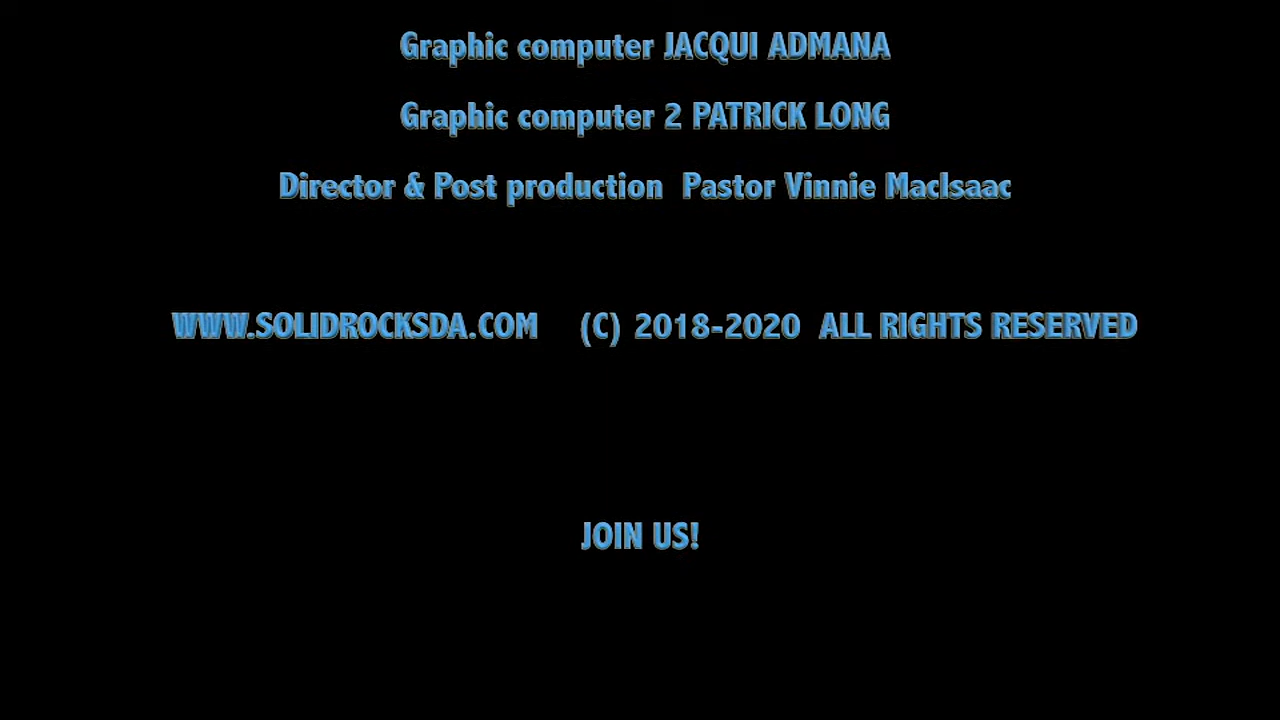 Graphic computer JACQUI ADMANA
Graphic computer 2 PATRICK LONG
Director & Post production Pastor Vinnie MacIsaac
WWW.SOLIDROCKSDA.COM (C) 2018-2020 ALL RIGHTS RESERVED
JOIN US!